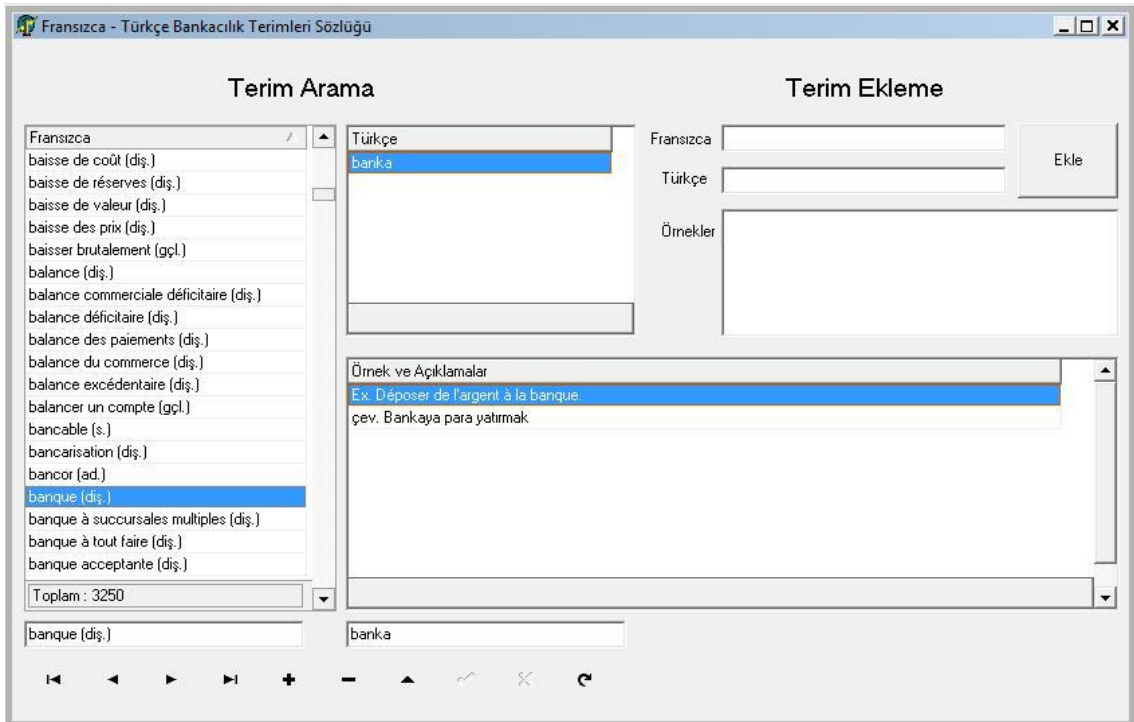 Fransızca - Türkçe Bankacılık Terimleri Sözlüğü
Terim Arama
Terim Ekleme
Fransızca
baisse de coût (diş.)
baisse de réserves (diş.)
baisse de valeur (diş.)
baisse des prix (diş.)
baisser brutalement (gçl.)
balance (diş.)
balance commerciale déficitaire (diş.)
balance déficitaire (diş.)
balance des paiements (diş.)
balance du commerce (diş.)
balance excédentaire (diş.)
balancer un compte (gçl.)
bancable (s.)
bancarisation (diş.)
bancor (ad.)
banque (diş.)
banque à succursales multiples (diş.)
banque à tout faire (diş.)
banque acceptante (diş.)
Toplam : 3250
banque (diş.)
Türkçe
banka
Fransızca
Türkçe
Ekle
Örnekler
Örnek ve Açıklamalar
Ex. Déposer de l'argent à la banque.
çev. Bankaya para yatırmak
banka